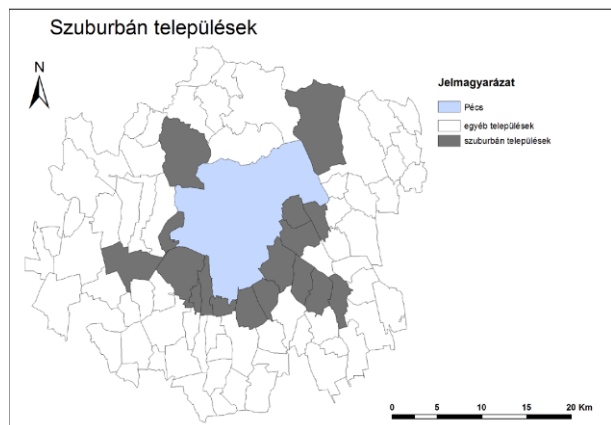 Szuburbán települések
N
Jelmagyarázat
Pécs
egyéb települések
szuburbán települések
0 5 10 15 20 Km